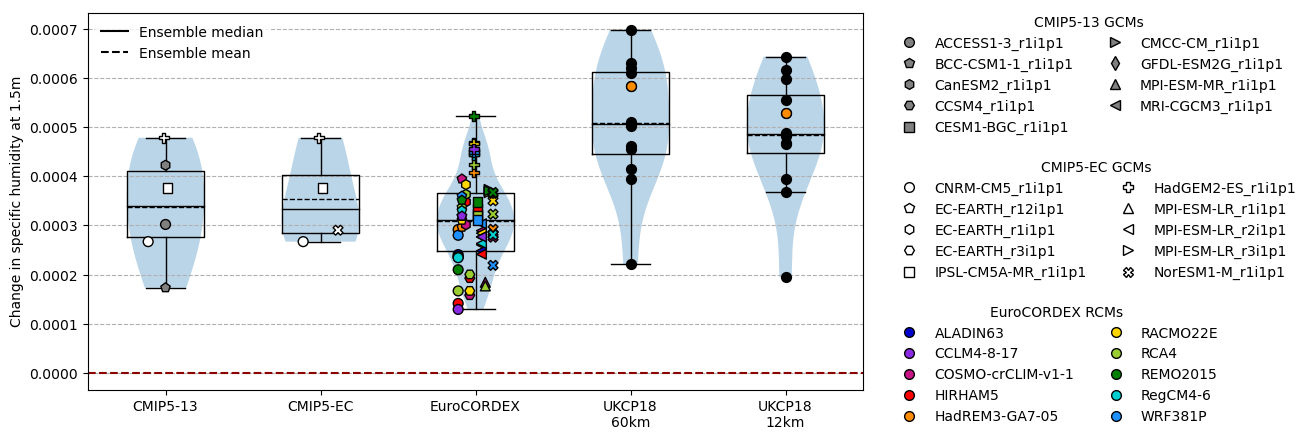 Change in specific humidity at 1.5m
0.0007
0.0006
0.0005
0.0004
0.0003
0.0002
0.0001
0.0000
Ensemble median
Ensemble mean
CMIP5-13
CMIP5-EC
EuroCORDEX
UKCP18
60km
UKCP18
12km
CMIP5-13 GCMs
ACCESS1-3_r1i1p1
BCC-CSM1-1_r1i1p1
CanESM2_r1i1p1
CCSM4_r1i1p1
CESM1-BGC_r1i1p1
CMCC-CM_r1i1p1
GFDL-ESM2G_r1i1p1
MPI-ESM-MR_r1i1p1
MRI-CGCM3_r1i1p1
CMIP5-EC GCMs
CNRM-CM5_r1i1p1
EC-EARTH_r12i1p1
EC-EARTH_r1i1p1
EC-EARTH_r3i1p1
IPSL-CM5A-MR_r1i1p1
HadGEM2-ES_r1i1p1
MPI-ESM-LR_r1i1p1
MPI-ESM-LR_r2i1p1
MPI-ESM-LR_r3i1p1
NorESM1-M_r1i1p1
EuroCORDEX RCMs
ALADIN63
CCLM4-8-17
COSMO-crCLIM-v1-1
HIRHAM5
HadREM3-GA7-05
RACMO22E
RCA4
REMO2015
RegCM4-6
WRF381P